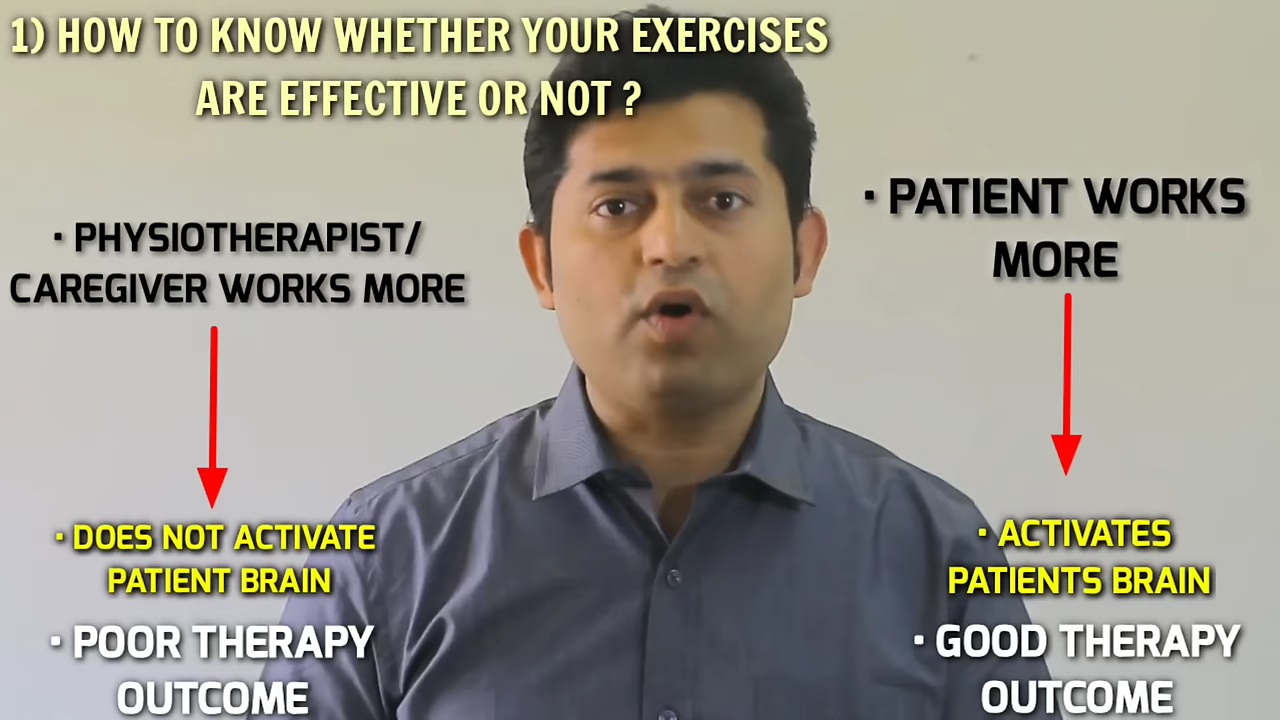 1) HOW TO KNOW WHETHER YOUR EXERCISES
ARE EFFECTIVE OR NOT ?
· PHYSIOTHERAPIST/
CAREGIVER WORKS MORE
· DOES NOT ACTIVATE
PATIENT BRAIN
· POOR THERAPY
OUTCOME
· PATIENT WORKS
MORE
· ACTIVATES
PATIENTS BRAIN
· GOOD THERAPY
OUTCOME